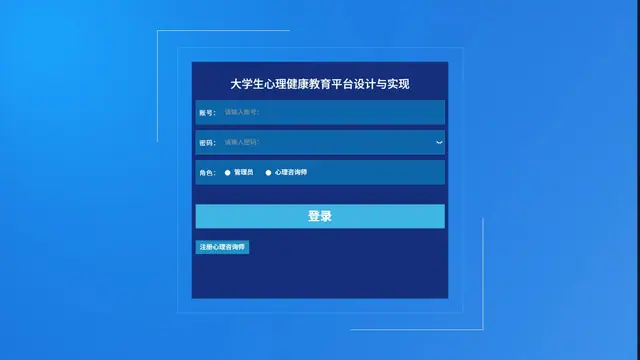 大学生心理健康教育平台设计与实现
账号： 请输入账号：
密码： 请输入密码：
角色： 管理员 心理咨询师
登录
注册心理咨询师